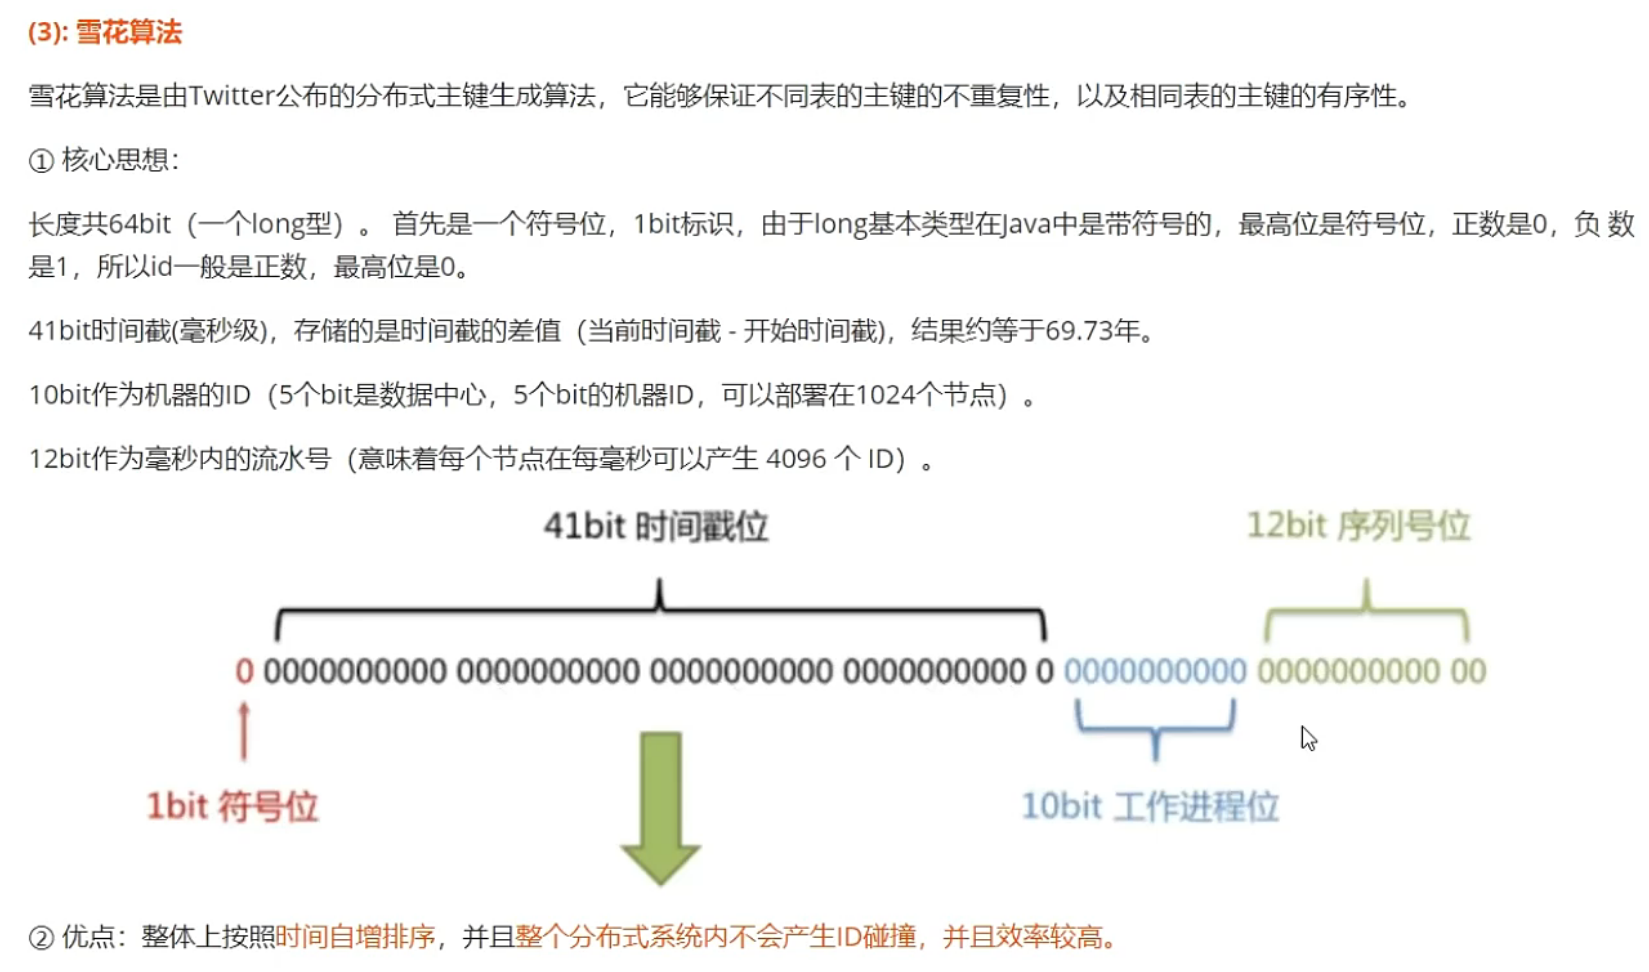 (3): 雪花算法
雪花算法是由Twitter公布的分布式主键生成算法，它能够保证不同表的主键的不重复性，以及相同表的主键的有序性。
① 核心思想：
长度共64bit（一个long型）。 首先是一个符号位，1bit标识，由于long基本类型在Java中是带符号的，最高位是符号位，正数是0，负 数
是1，所以id一般是正数，最高位是0。
41bit时间截(毫秒级)，存储的是时间截的差值（当前时间截 - 开始时间截)，结果约等于69.73年。
10bit作为机器的ID（5个bit是数据中心，5个bit的机器ID，可以部署在1024个节点）。
12bit作为毫秒内的流水号（意味着每个节点在每毫秒可以产生 4096 个 ID）。
41bit 时间戳位
12bit 序列号位
0 0000000000 0000000000 0000000000 0000000000 0 0000000000 0000000000 00
1bit 符号位
10bit 工作进程位
② 优点：整体上按照时间自增排序，并且整个分布式系统内不会产生ID碰撞，并且效率较高。